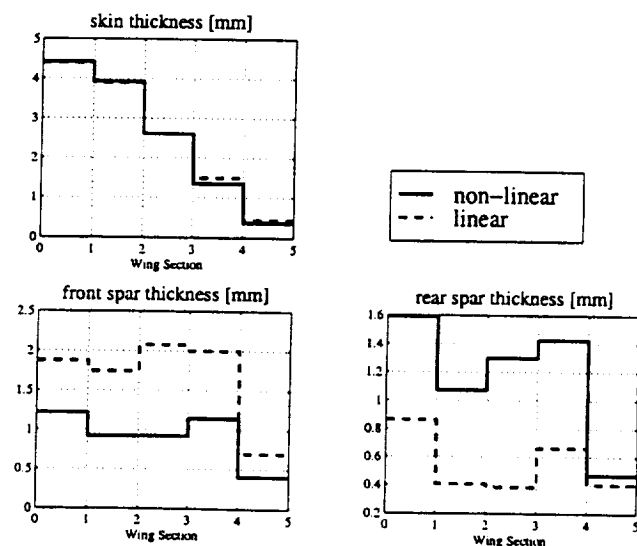 skin thickness [mm]
5
4
3
2
1
0
0 1 2 3 4 5
Wing Section
non-linear
linear
front spar thickness [mm]
2.5
2
1.5
1
0.5
0
0 1 2 3 4 5
Wing Section
rear spar thickness [mm]
1.6
1.4
1.2
1
0.8
0.6
0.4
0.2
0 1 2 3 4 5
Wing Section